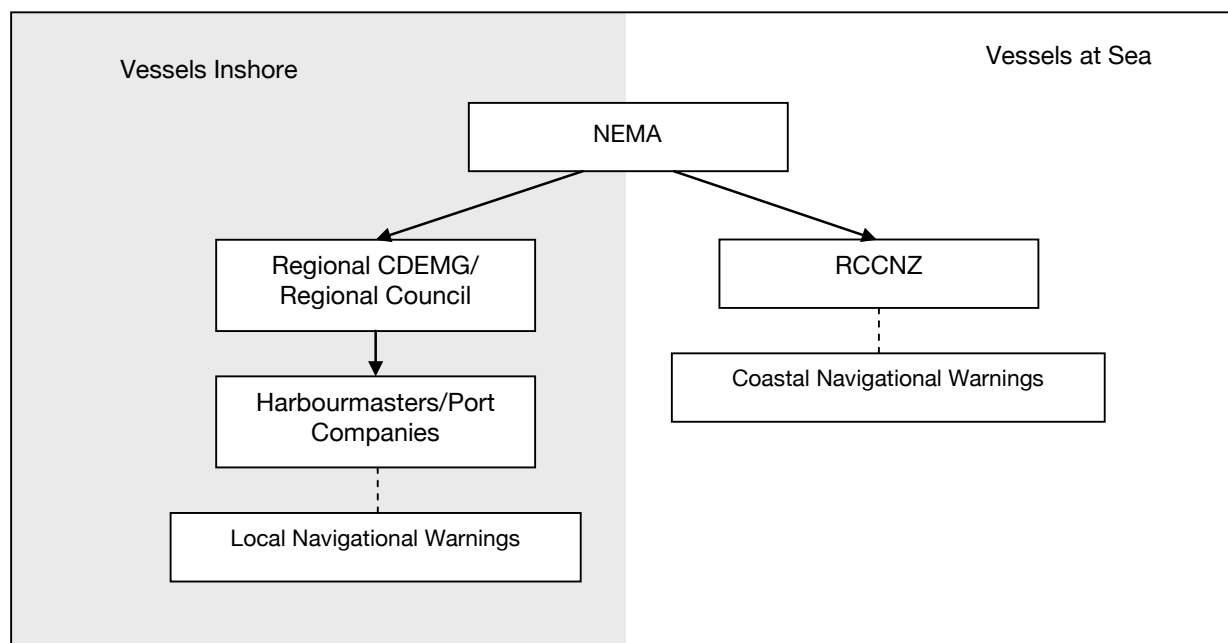 Vessels Inshore
Vessels at Sea
NEMA
Regional CDEMG/
Regional Council
RCCNZ
Harbourmasters/Port
Companies
Coastal Navigational Warnings
Local Navigational Warnings